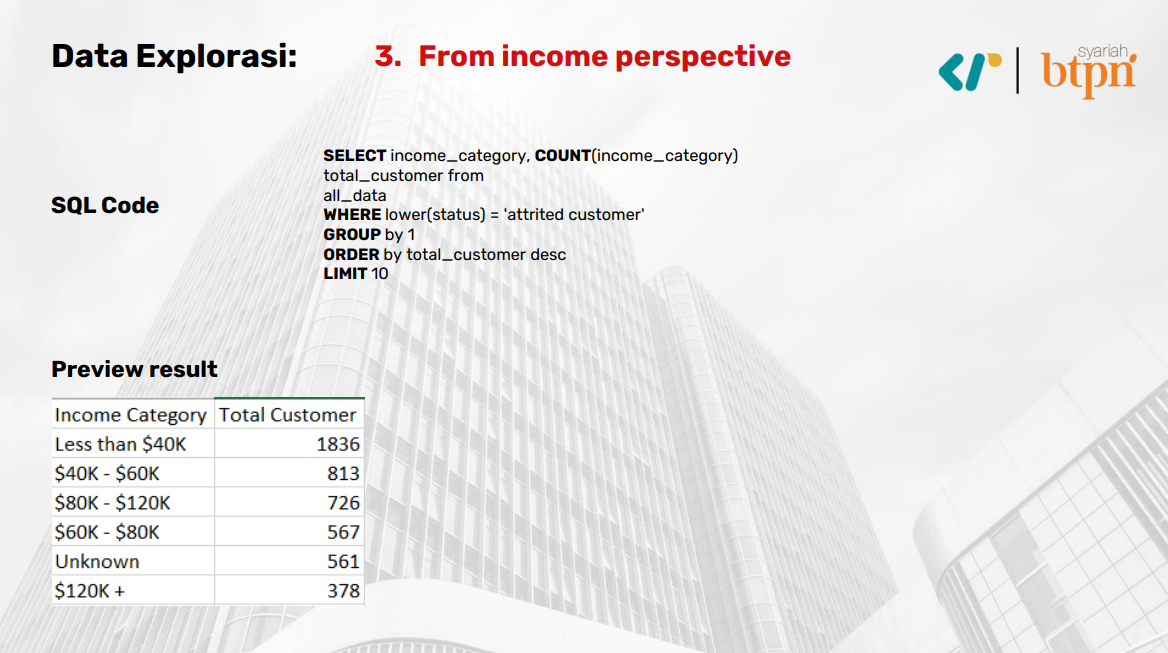 Data Explorasi:
3. From income perspective
syariah
btpn
SQL Code
SELECT income_category, COUNT(income_category)
total_customer from
all_data
WHERE lower(status) = 'attrited customer'
GROUP by 1
ORDER by total_customer desc
LIMIT 10
Preview result
Income Category Total Customer
Less than $40K 1836
$40K - $60K 813
$80K - $120K 726
$60K - $80K 567
Unknown 561
$120K + 378